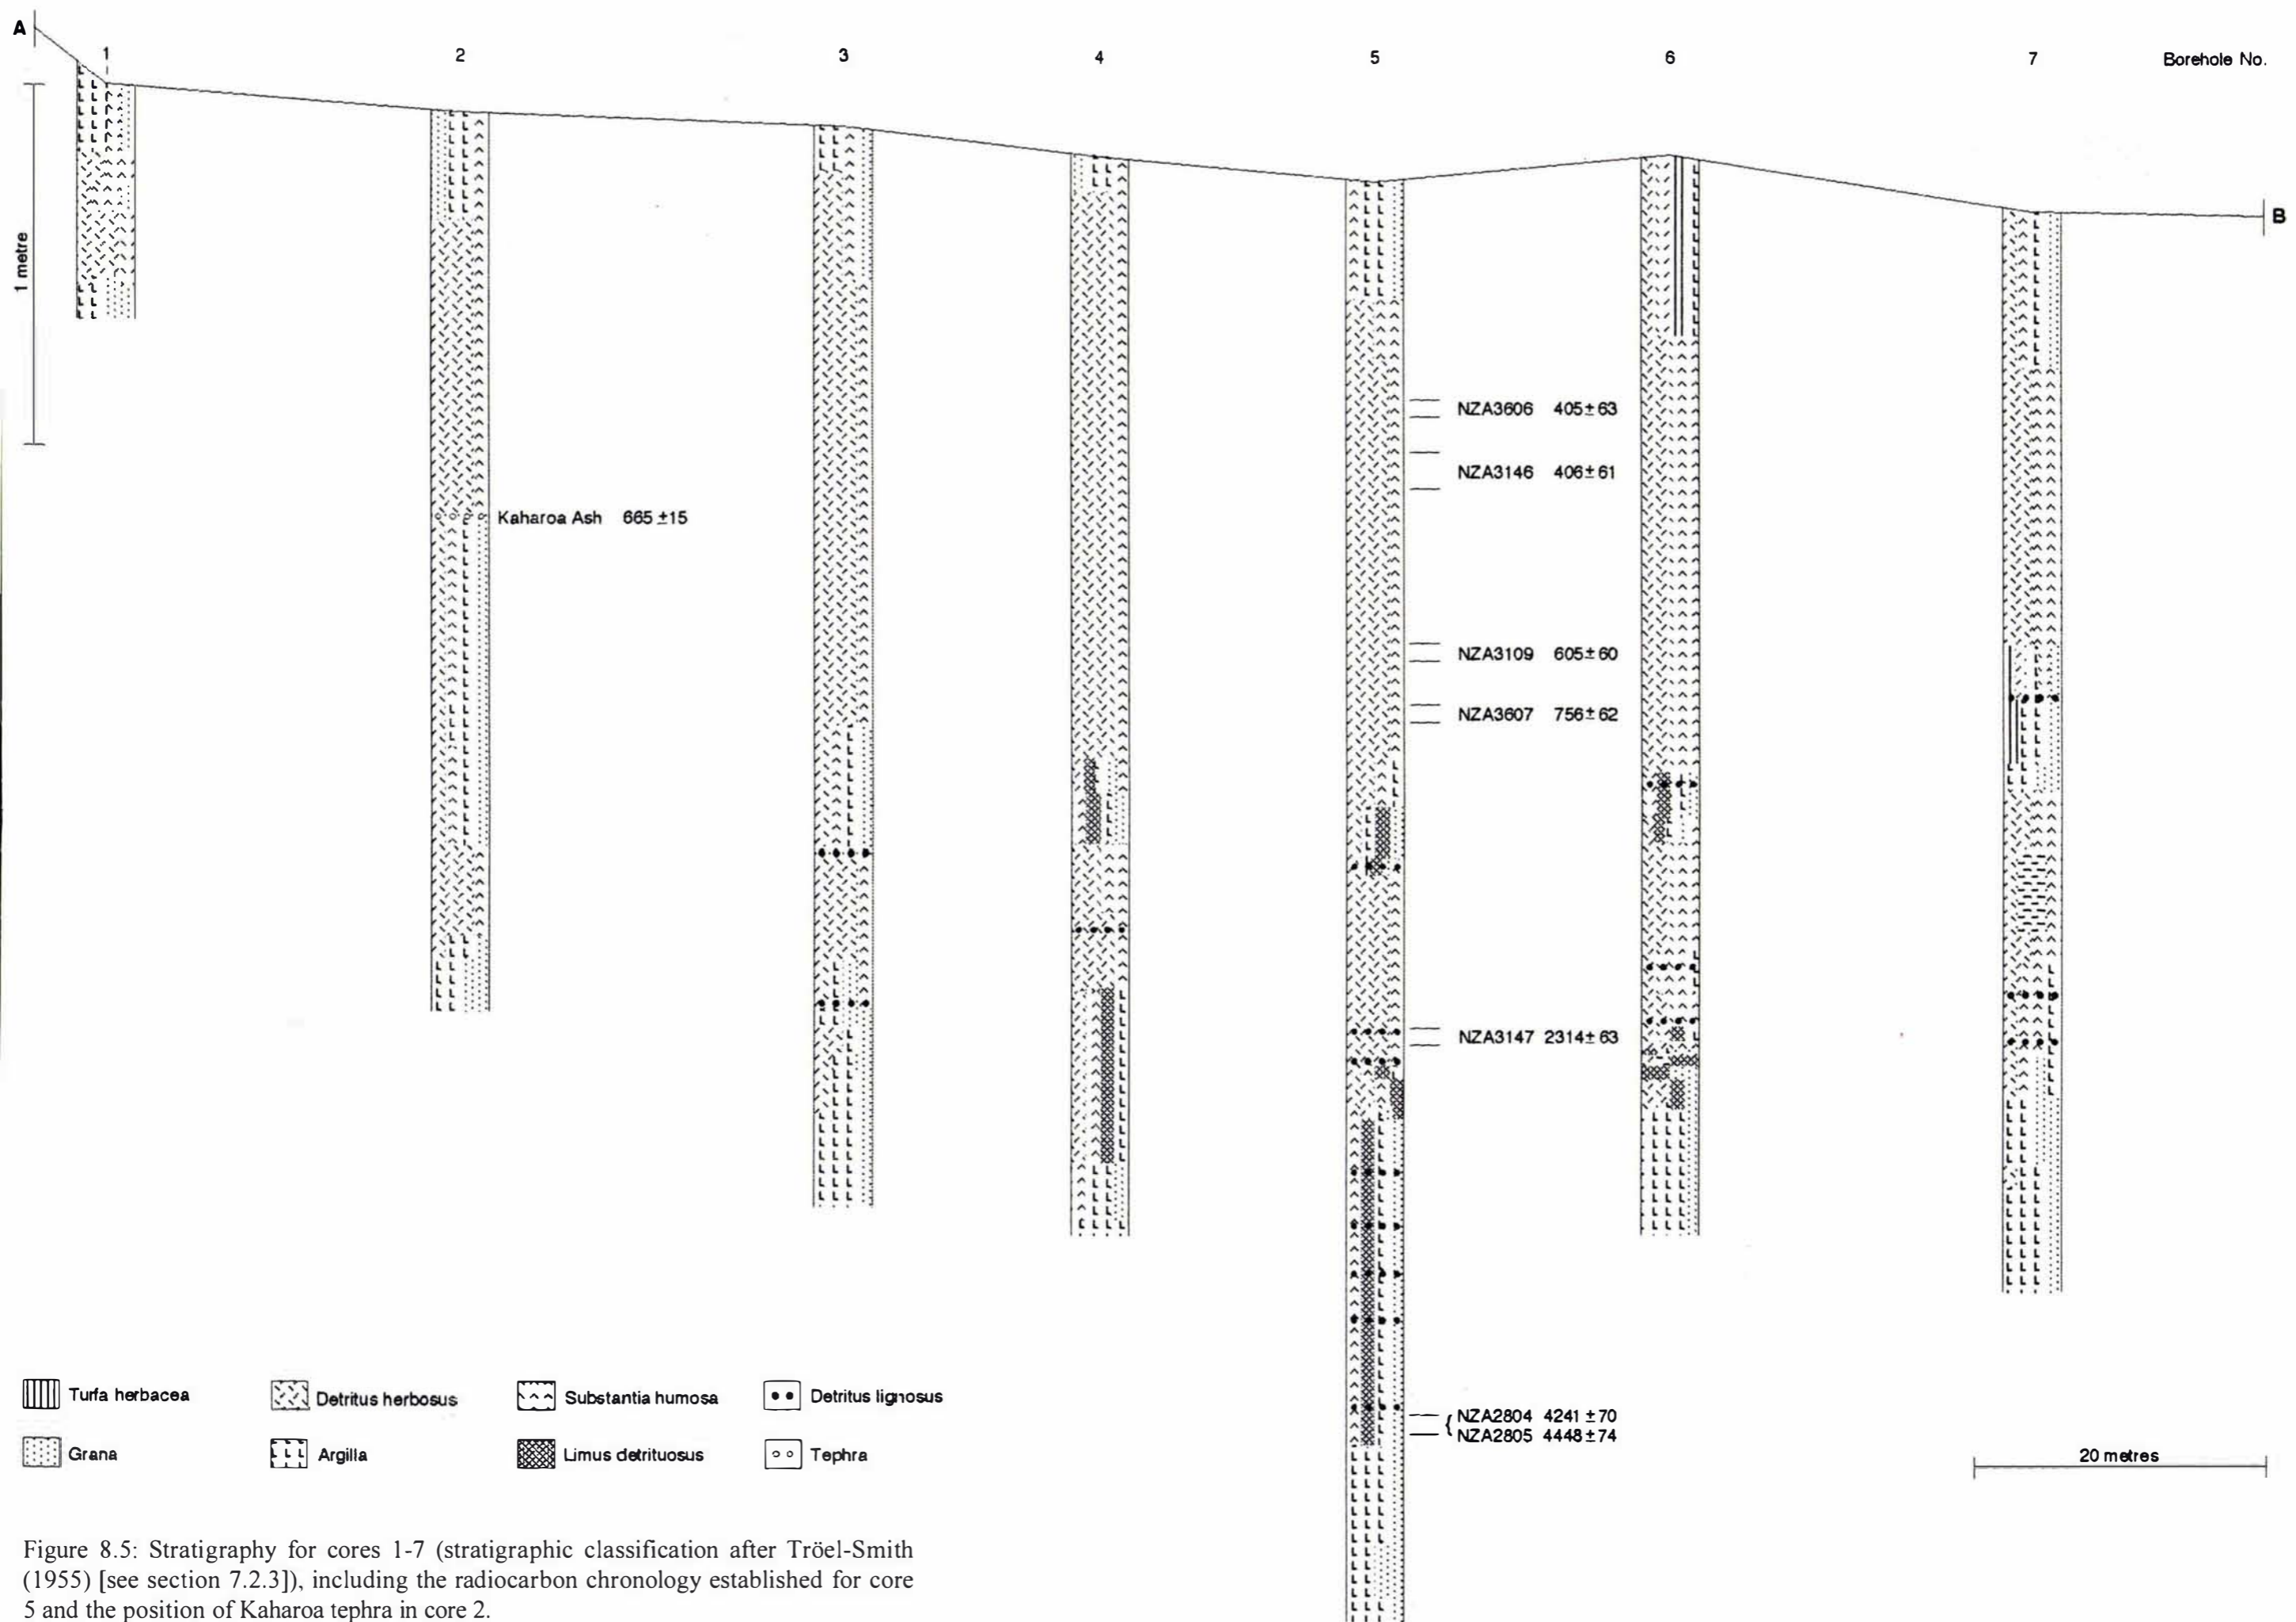 A
1 2 3 4 5 6 7 Borehole No.
B
1 metre
NZA3606 405±63
NZA3146 406±61
Kaharoa Ash 665±15
NZA3109 605±60
NZA3607 756±62
NZA3147 2314±63
NZA2804 4241±70
NZA2805 4448±74
Turfa herbacea Detritus herbosus Substantia humosa Detritus lignosus
Grana Argilla Limus detrituosus Tephra
20 metres
Figure 8.5: Stratigraphy for cores 1-7 (stratigraphic classification after Tröel-Smith
(1955) [see section 7.2.3]), including the radiocarbon chronology established for core
5 and the position of Kaharoa tephra in core 2.